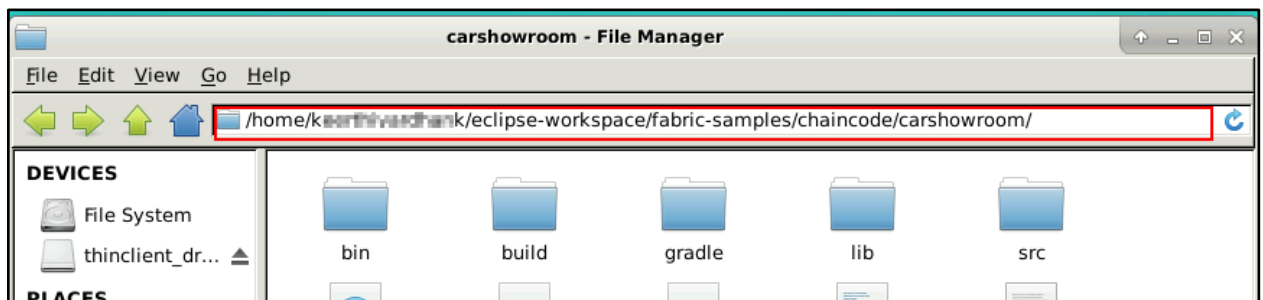 carshowroom - File Manager
File Edit View Go Help
/home/k k/eclipse-workspace/fabric-samples/chaincode/carshowroom/
DEVICES
File System
thinclient_dr...
PLACES
bin build gradle lib src